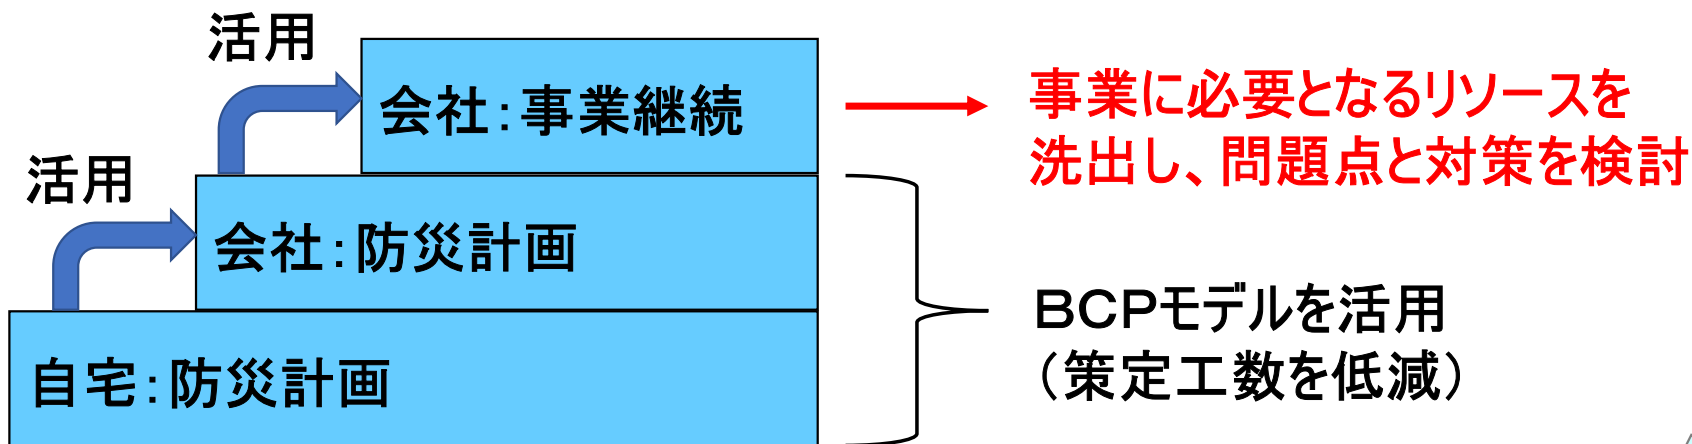 活用
会社：事業継続
事業に必要となるリソースを
洗出し、問題点と対策を検討
活用
会社：防災計画
ＢＣＰモデルを活用
（策定工数を低減）
自宅：防災計画